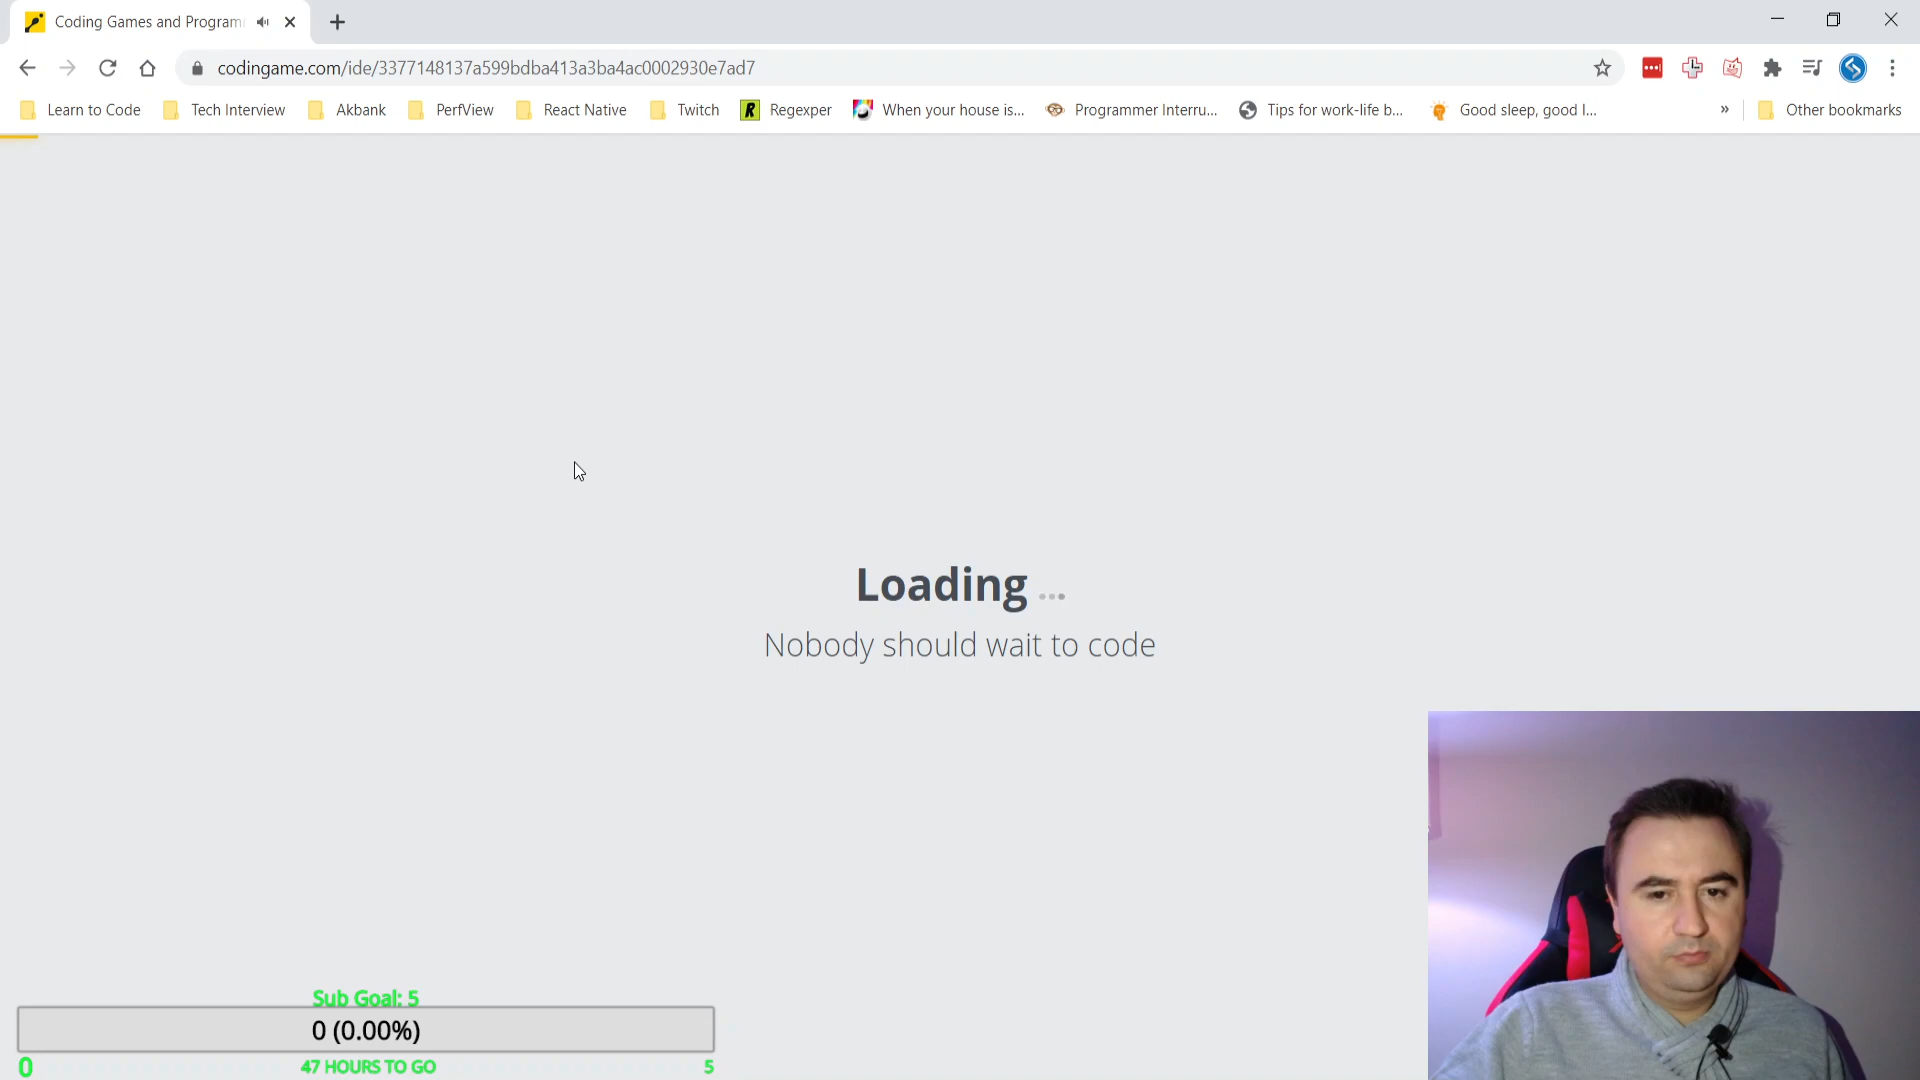 Coding Games and Program
codingame.com/ide/3377148137a599bdba413a3ba4ac0002930e7ad7
Learn to Code
Tech Interview
Akbank
PerfView
React Native
Twitch
R Regexper
When your house is...
Programmer Interru...
Tips for work-life b...
Good sleep, good l...
»
Other bookmarks
Loading ...
Nobody should wait to code
Sub Goal: 5
0 (0.00%)
0 47 HOURS TO GO 5